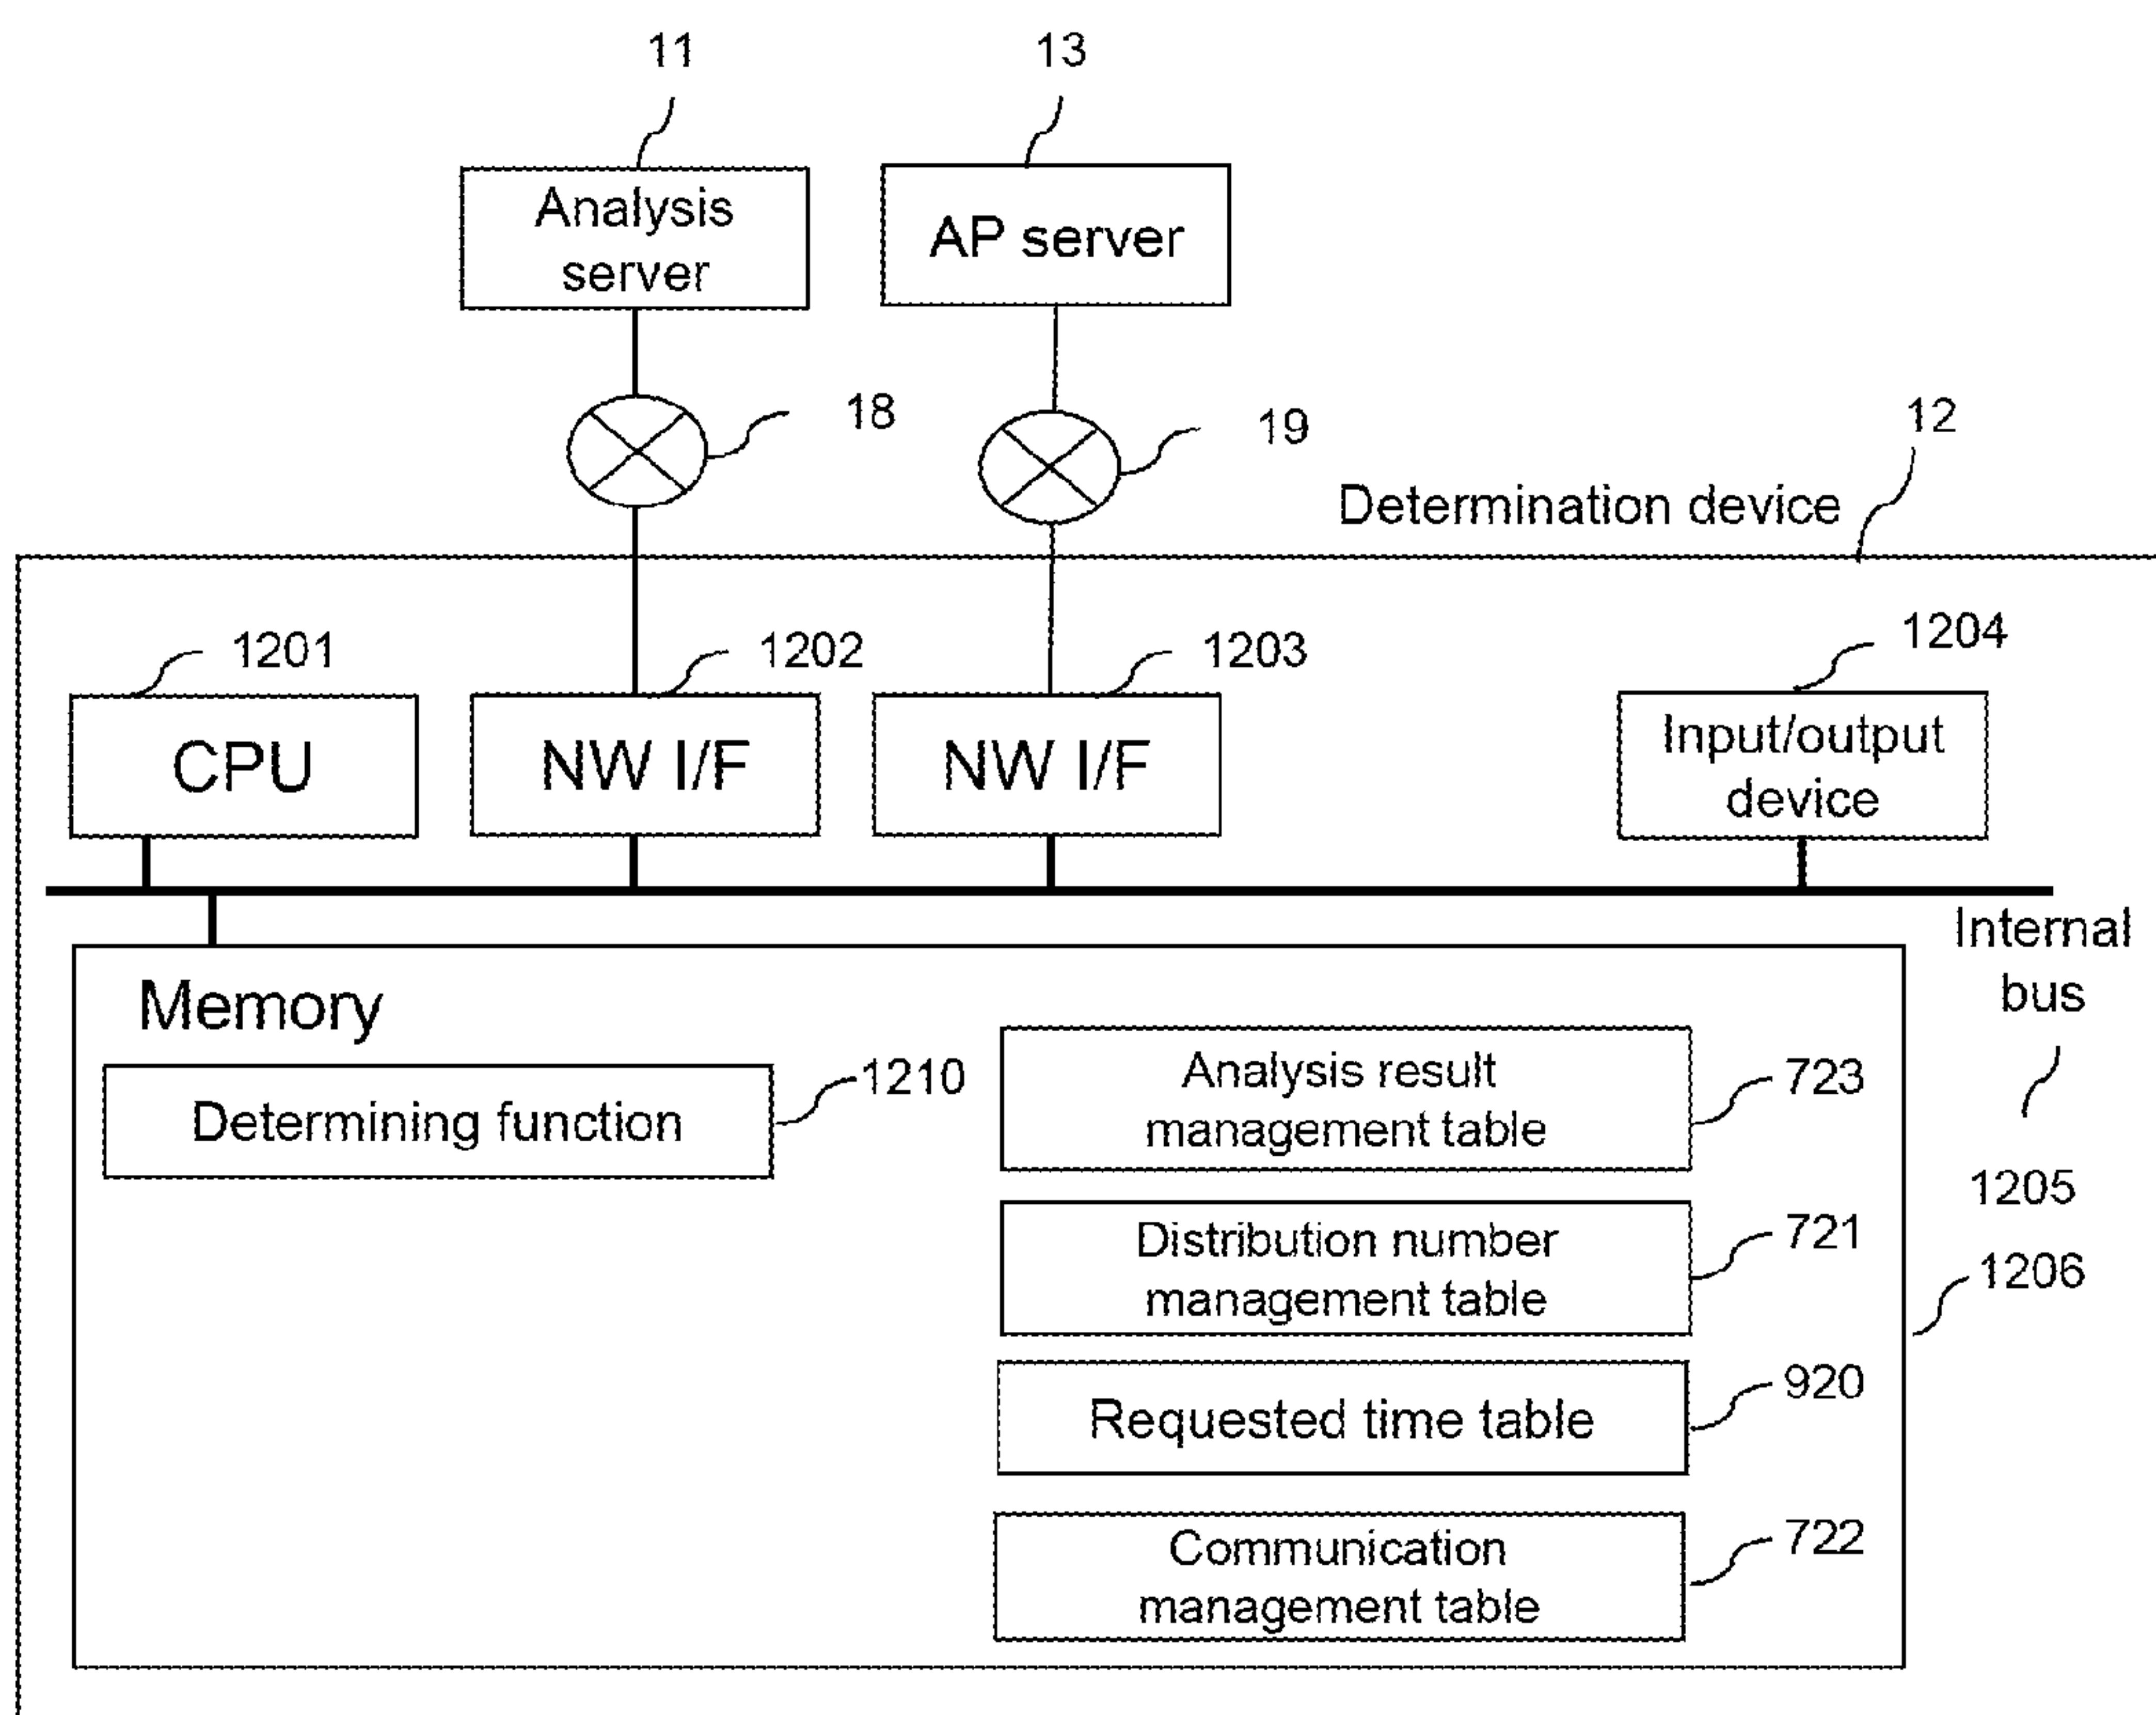 11
13
Analysis
server
AP server
18
19
12
Determination device
1201
1202
1203
1204
CPU
NW I/F
NW I/F
Input/output
device
Internal
bus
1205
1206
Memory
Determining function
1210
Analysis result
management table
723
Distribution number
management table
721
Requested time table
920
Communication
management table
722